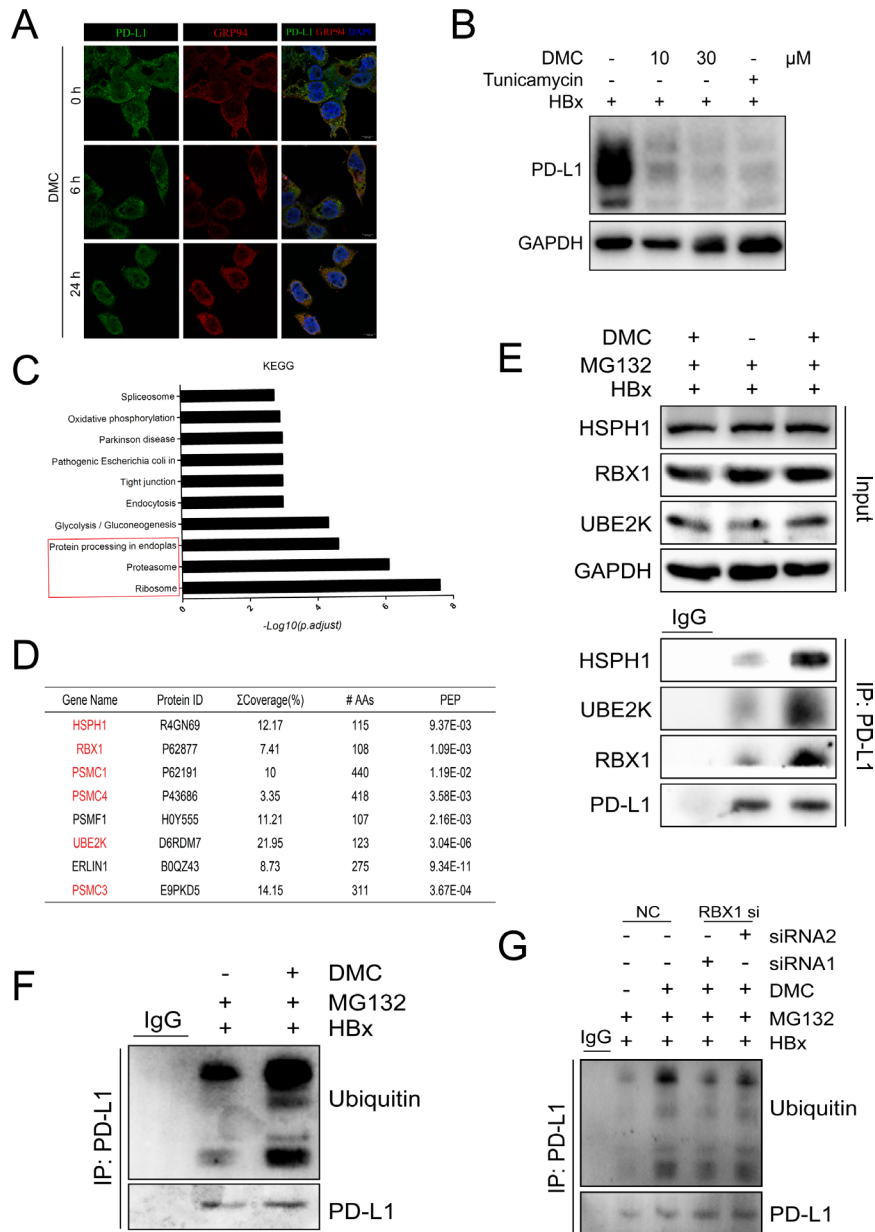 A
PD-L1 GRP94 PD-L1 GRP94 DAPI
DMC
0 h
6 h
24 h
B
DMC - 10 30 - μM
Tunicamycin - - - +
HBx + + + +
PD-L1
GAPDH
C
KEGG
Spliceosome
Oxidative phosphorylation
Parkinson disease
Pathogenic Escherichia coli in
Tight junction
Endocytosis
Glycolysis / Gluconeogenesis
Protein processing in endoplas
Proteasome
Ribosome
0 2 4 6 8
-Log10(p.adjust)
D
Gene Name Protein ID ΣCoverage(%) # AAs PEP
HSPH1 R4GN69 12.17 115 9.37E-03
RBX1 P62877 7.41 108 1.09E-03
PSMC1 P62191 10 440 1.19E-02
PSMC4 P43686 3.35 418 3.58E-03
PSMF1 H0Y555 11.21 107 2.16E-03
UBE2K D6RDM7 21.95 123 3.04E-06
ERLIN1 B0QZ43 8.73 275 9.34E-11
PSMC3 E9PKD5 14.15 311 3.67E-04
E
DMC + - +
MG132 + + +
HBx + + +
HSPH1
RBX1
UBE2K
GAPDH
Input
IgG
HSPH1
UBE2K
RBX1
PD-L1
IP: PD-L1
F
- + DMC
+ + MG132
IgG + + HBx
Ubiquitin
PD-L1
IP: PD-L1
G
NC RBX1 si
- - - + siRNA2
- - + - siRNA1
- + + + DMC
+ + + + MG132
IgG + + + + HBx
Ubiquitin
PD-L1
IP: PD-L1